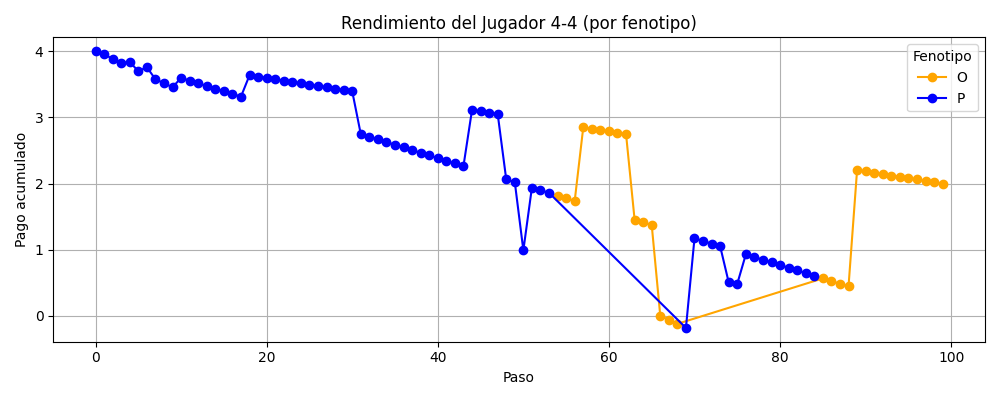 Rendimiento del Jugador 4-4 (por fenotipo)
Pago acumulado
4
3
2
1
0
Fenotipo
O
P
0 20 40 60 80 100
Paso